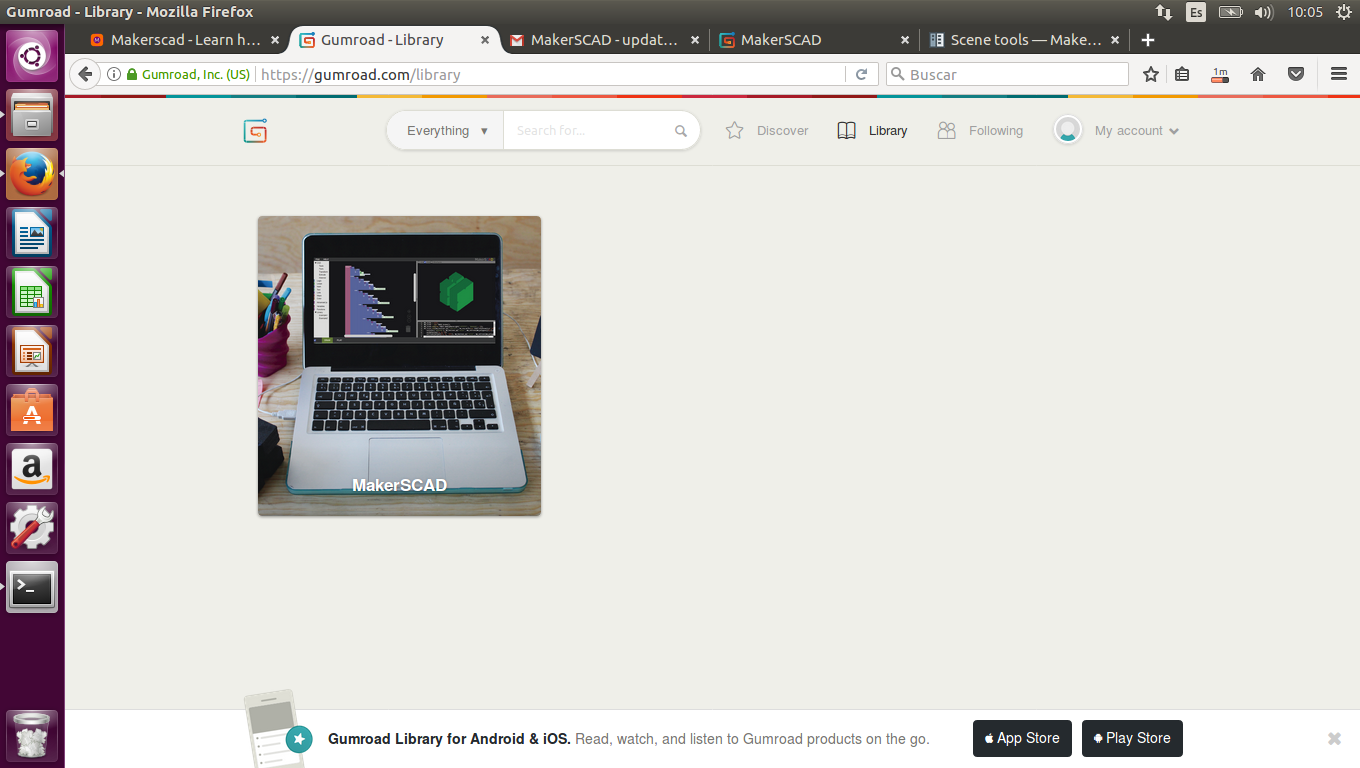 Gumroad - Library - Mozilla Firefox
Es
10:05
Makerscad - Learn h...
Gumroad - Library
MakerSCAD - updat...
MakerSCAD
Scene tools — Make...
Gumroad, Inc. (US)
https://gumroad.com/library
Buscar
1m
Everything
Search for...
Discover
Library
Following
My account
MakerSCAD
Gumroad Library for Android & iOS. Read, watch, and listen to Gumroad products on the go.
App Store
Play Store